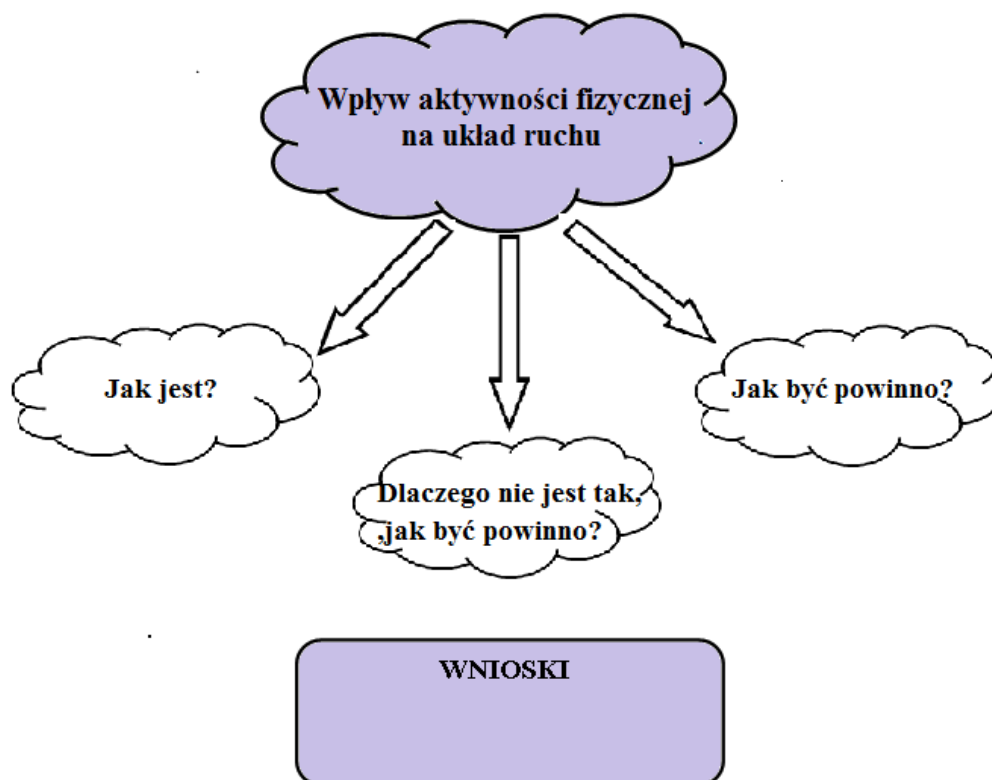 Wpływ aktywności fizycznej
na układ ruchu
Jak jest?
Jak być powinno?
Dlaczego nie jest tak,
,jak być powinno?
WNIOSKI